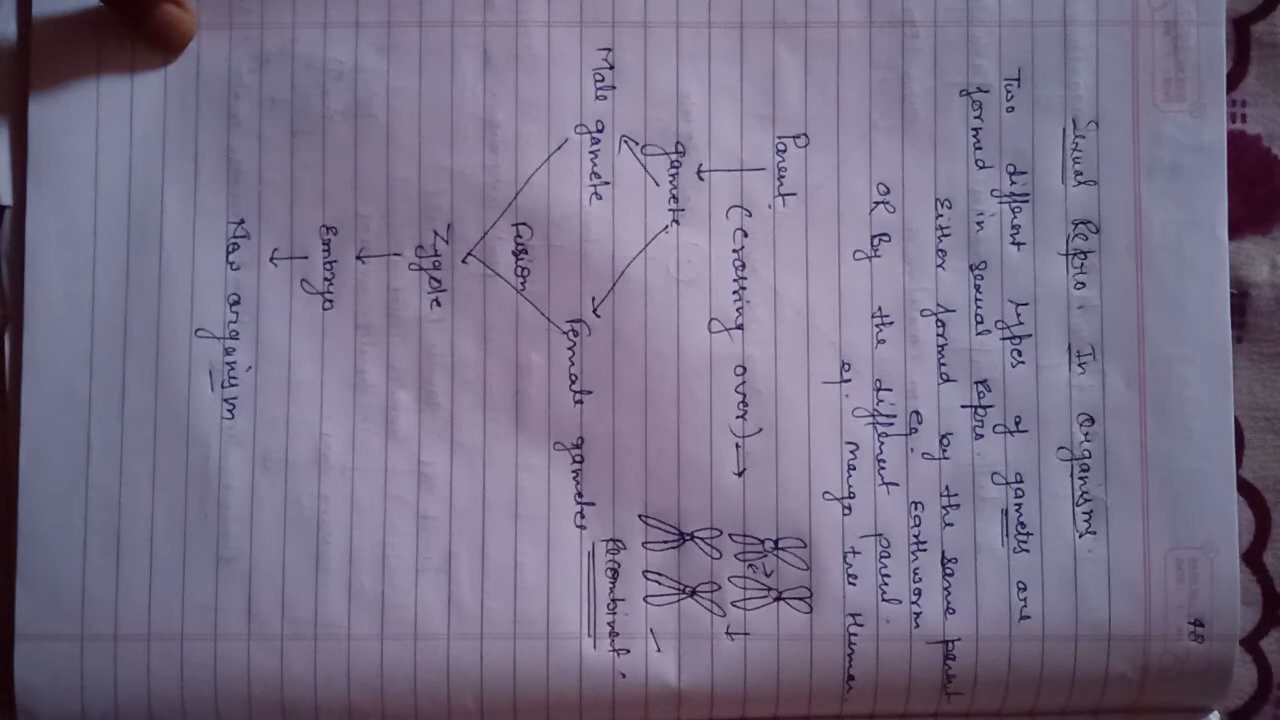 48
Sexual Repro. In organisms.
Two different types of gametes are
formed in sexual Repro.
Either formed by the same parent
eg. Earthworm
OR By the different parent.
eg. mango tree Human
Parent
(crossing over) →
gamete
Male gamete
Female gametes
Recombinant.
Fusion
Zygote
Embryo
New organism